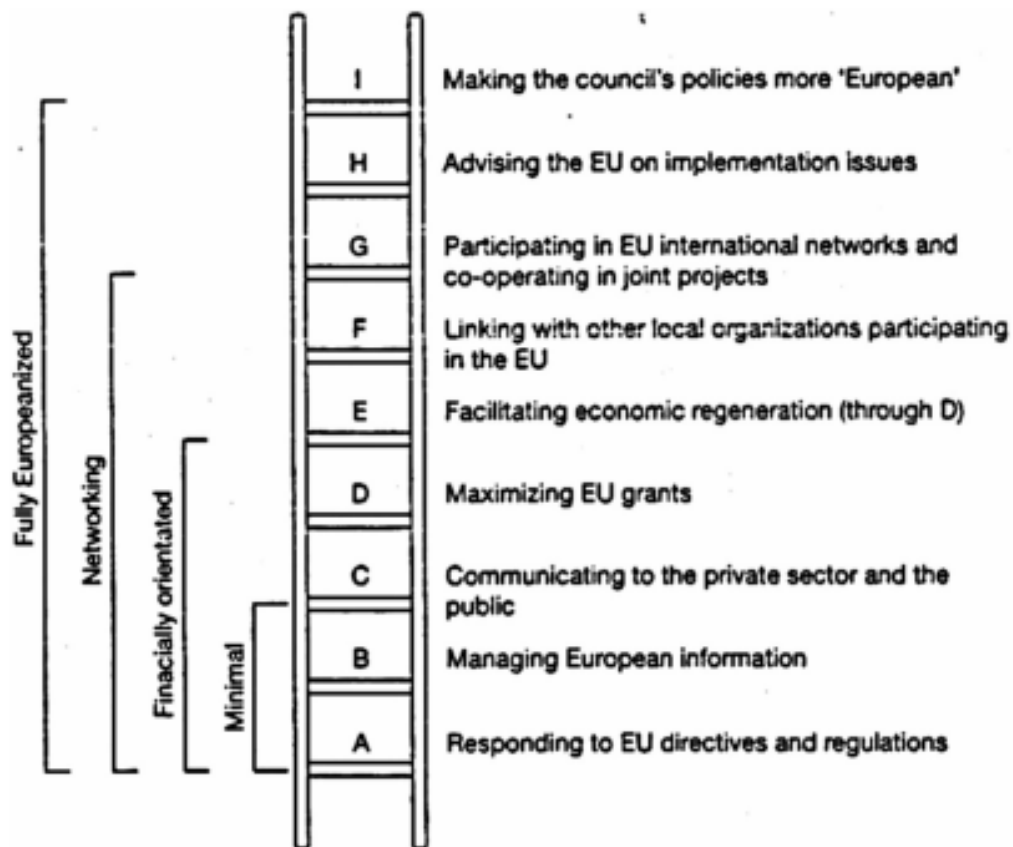 I
Making the council's policies more 'European'
H
Advising the EU on implementation issues
G
Participating in EU international networks and
co-operating in joint projects
F
Linking with other local organizations participating
in the EU
E
Facilitating economic regeneration (through D)
D
Maximizing EU grants
C
Communicating to the private sector and the
public
B
Managing European information
A
Responding to EU directives and regulations
Fully Europeanized
Networking
Finacially orientated
Minimal